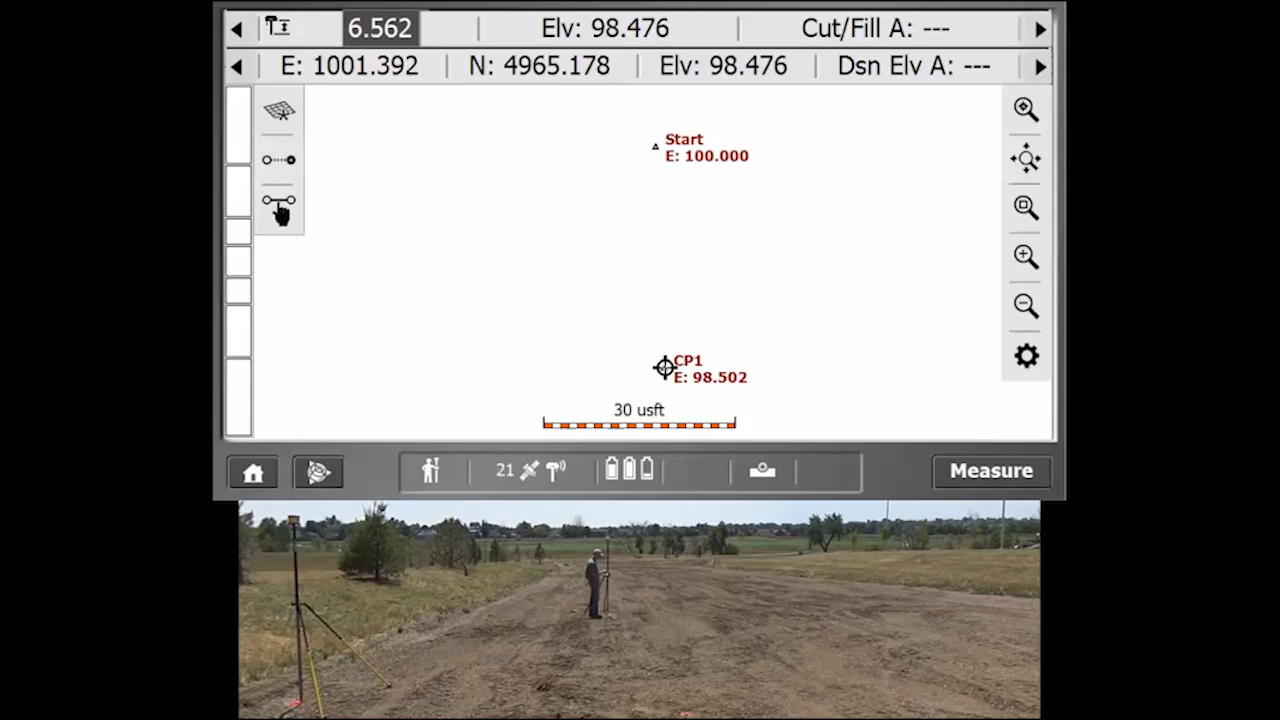 6.562 Elv: 98.476 Cut/Fill A: ---
E: 1001.392 N: 4965.178 Elv: 98.476 Dsn Elv A: ---
Start
E: 100.000
CP1
E: 98.502
30 usft
21
Measure